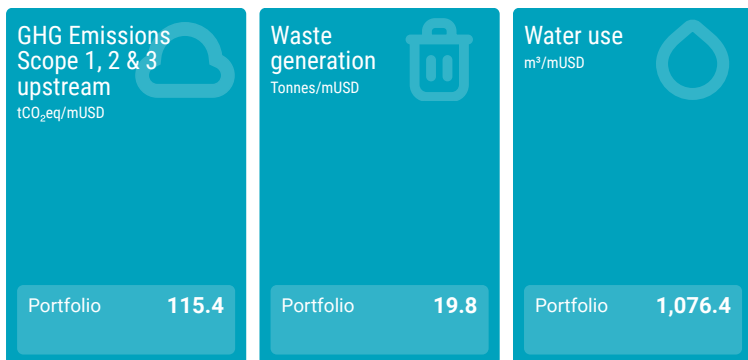 GHG Emissions
Scope 1, 2 & 3
upstream
tCO₂eq/mUSD
Portfolio 115.4
Waste
generation
Tonnes/mUSD
Portfolio 19.8
Water use
m³/mUSD
Portfolio 1,076.4